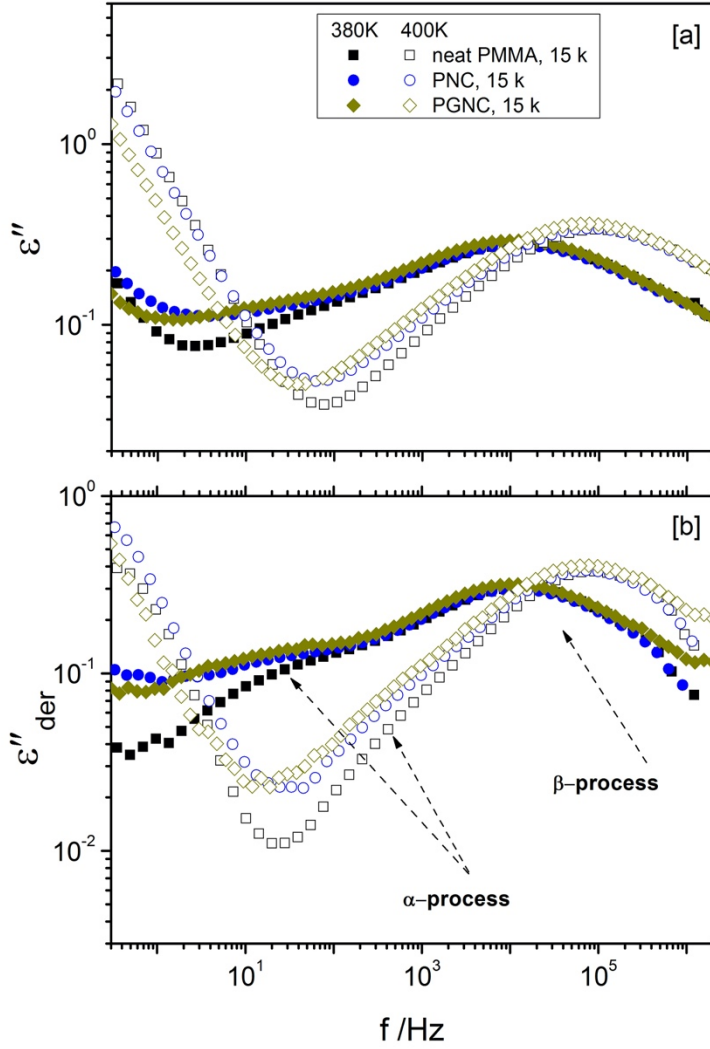 [a]
380K 400K
neat PMMA, 15 k
PNC, 15 k
PGNC, 15 k
10⁰
10⁻¹
ε''
[b]
10⁰
10⁻¹
10⁻²
ε''der
β−process
α−process
10¹ 10³ 10⁵
f /Hz